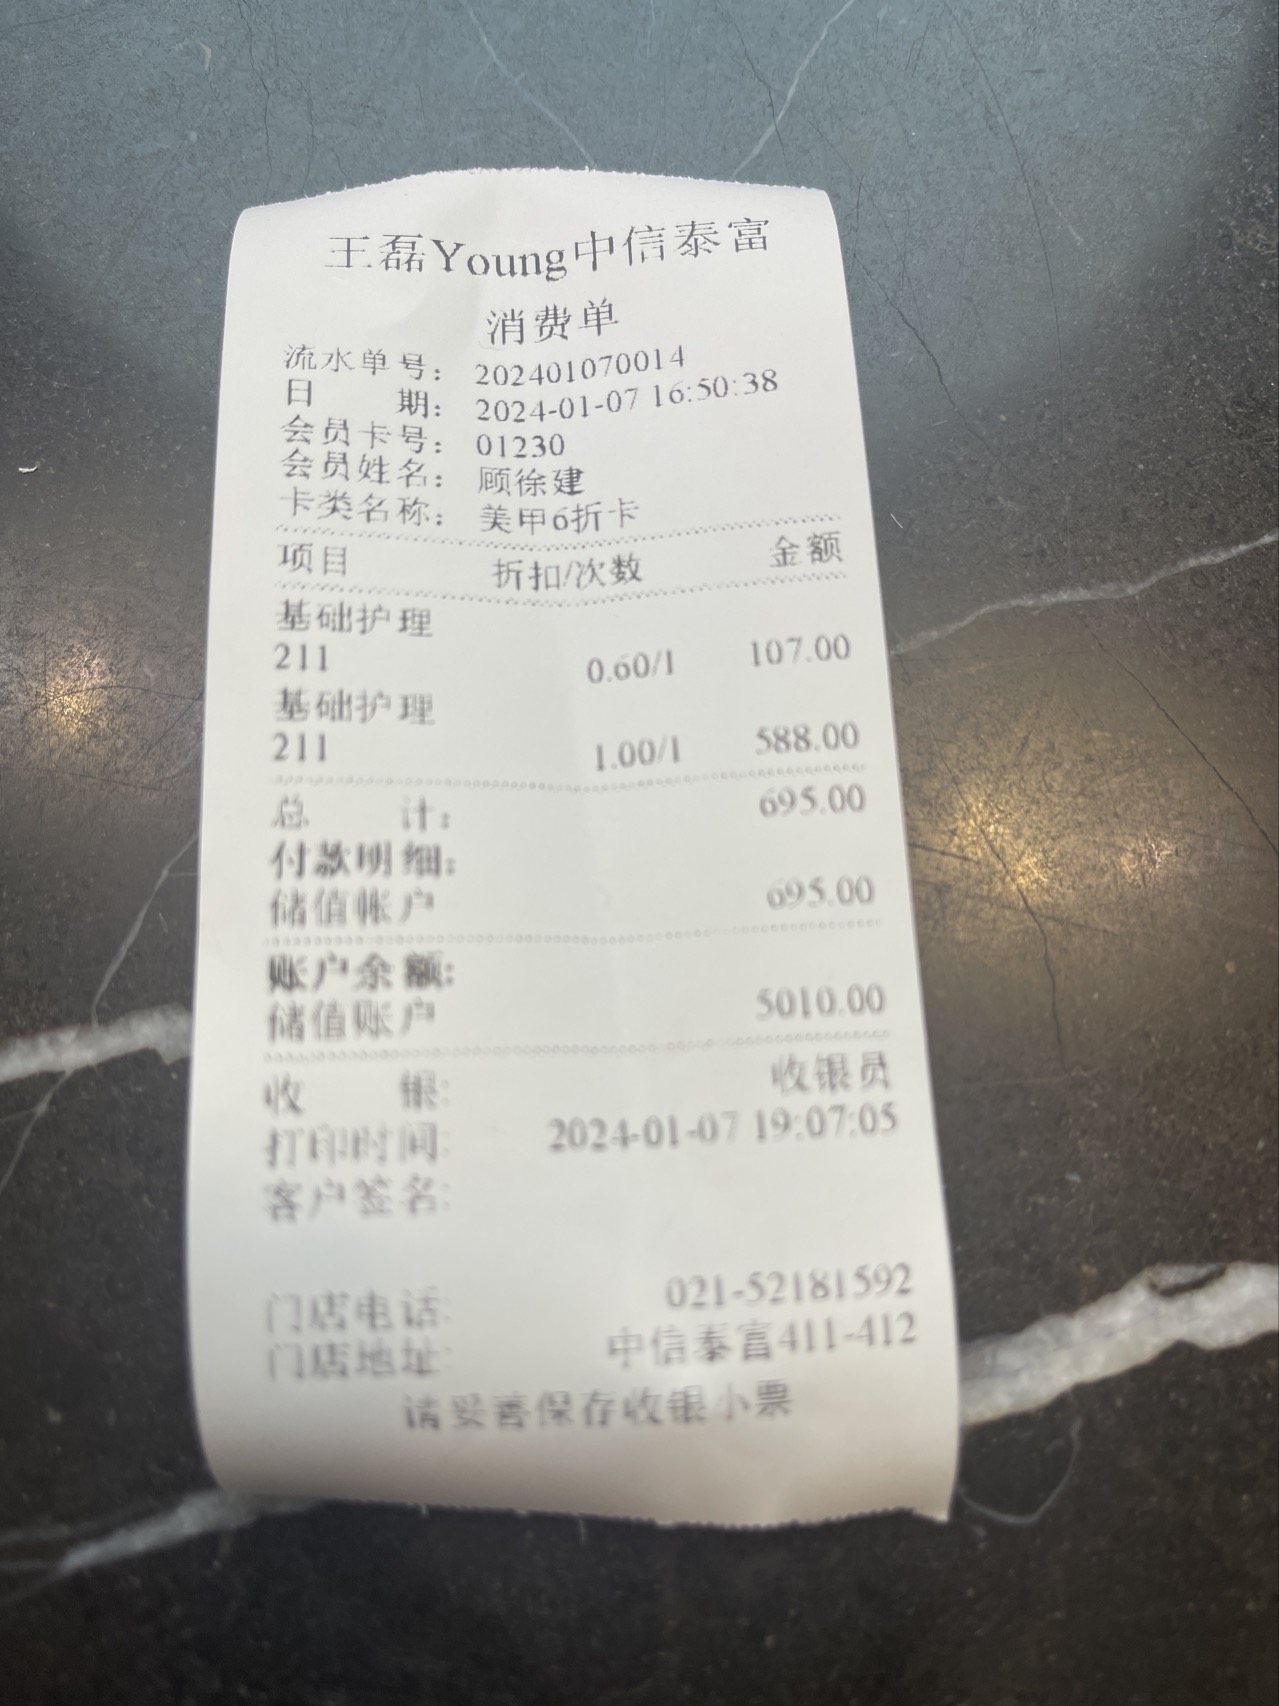 王磊Young中信泰富
消费单
流水单号： 202401070014
日 期： 2024-01-07 16:50:38
会员卡号： 01230
会员姓名： 顾徐建
卡类名称： 美甲6折卡
项目 折扣/次数 金额
基础护理
211 0.60/1 107.00
基础护理
211 1.00/1 588.00
总 计： 695.00
付款明细：
储值帐户 695.00
账户余额：
储值账户 5010.00
收 银： 收银员
打印时间： 2024-01-07 19:07:05
客户签名：
门店电话： 021-52181592
门店地址： 中信泰富411-412
请妥善保存收银小票